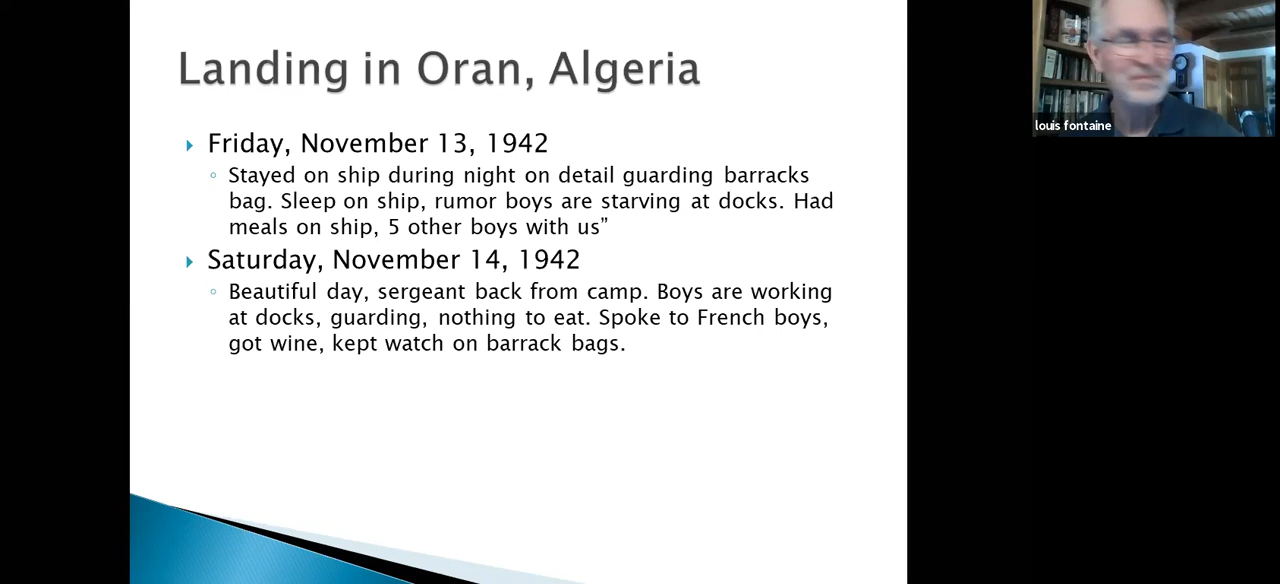 Landing in Oran, Algeria
Friday, November 13, 1942
Stayed on ship during night on detail guarding barracks
bag. Sleep on ship, rumor boys are starving at docks. Had
meals on ship, 5 other boys with us”
Saturday, November 14, 1942
Beautiful day, sergeant back from camp. Boys are working
at docks, guarding, nothing to eat. Spoke to French boys,
got wine, kept watch on barrack bags.
louis fontaine